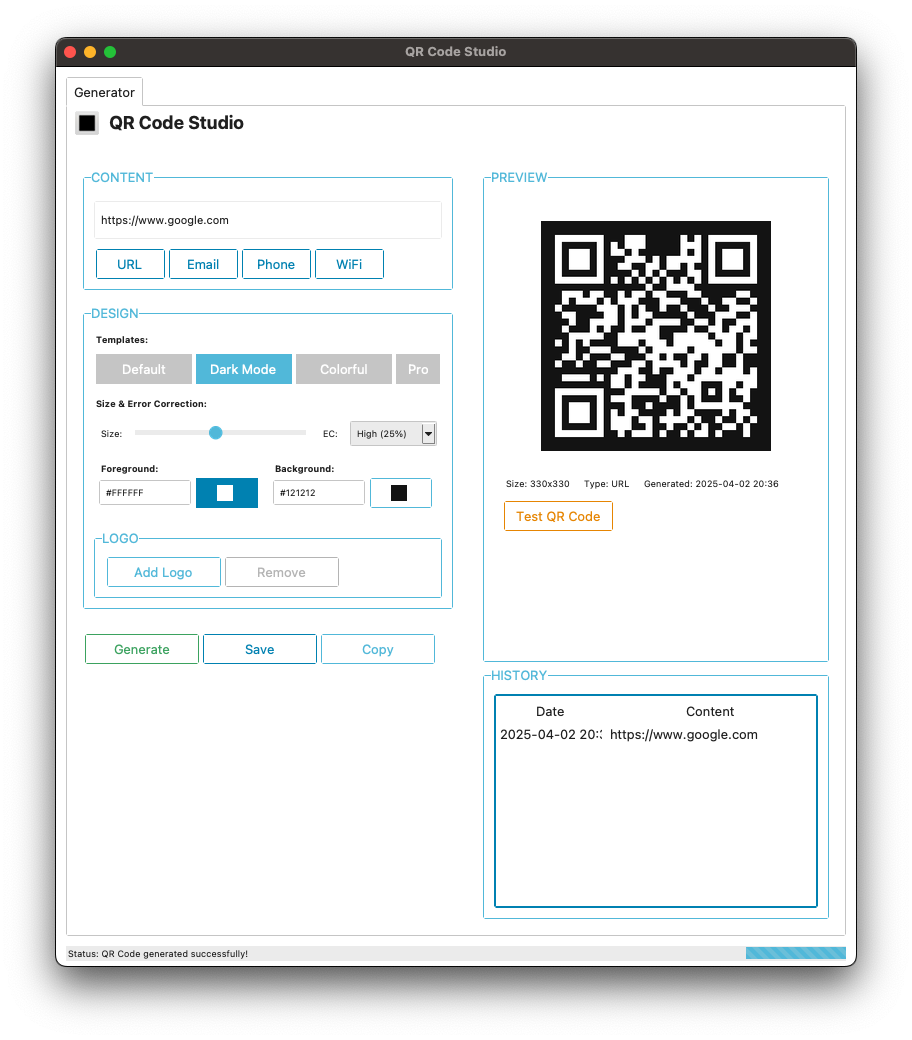 QR Code Studio
Generator
QR Code Studio
CONTENT
https://www.google.com
URL Email Phone WiFi
DESIGN
Templates:
Default Dark Mode Colorful Pro
Size & Error Correction:
Size: EC: High (25%)
Foreground: Background:
#FFFFFF #121212
LOGO
Add Logo Remove
Generate Save Copy
PREVIEW
Size: 330x330 Type: URL Generated: 2025-04-02 20:36
Test QR Code
HISTORY
Date Content
2025-04-02 20: https://www.google.com
Status: QR Code generated successfully!